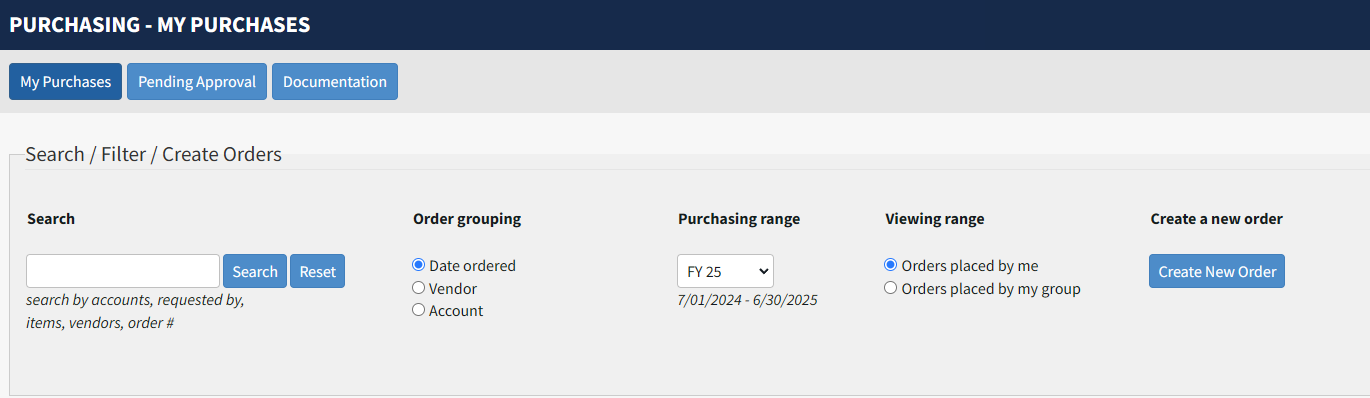 PURCHASING - MY PURCHASES
My Purchases
Pending Approval
Documentation
Search / Filter / Create Orders
Search
Search
Reset
search by accounts, requested by,
items, vendors, order #
Order grouping
Date ordered
Vendor
Account
Purchasing range
FY 25
7/01/2024 - 6/30/2025
Viewing range
Orders placed by me
Orders placed by my group
Create a new order
Create New Order